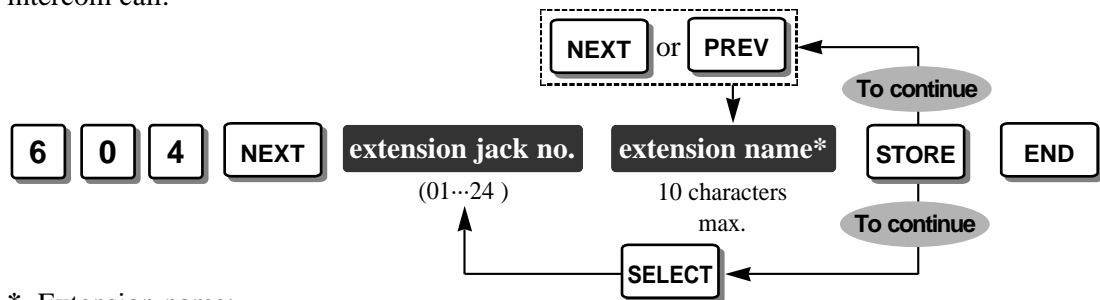 intercom call.
NEXT or PREV
To continue
6 0 4 NEXT extension jack no. extension name* STORE END
(01···24 ) 10 characters
max.
To continue
SELECT
* Extension name: